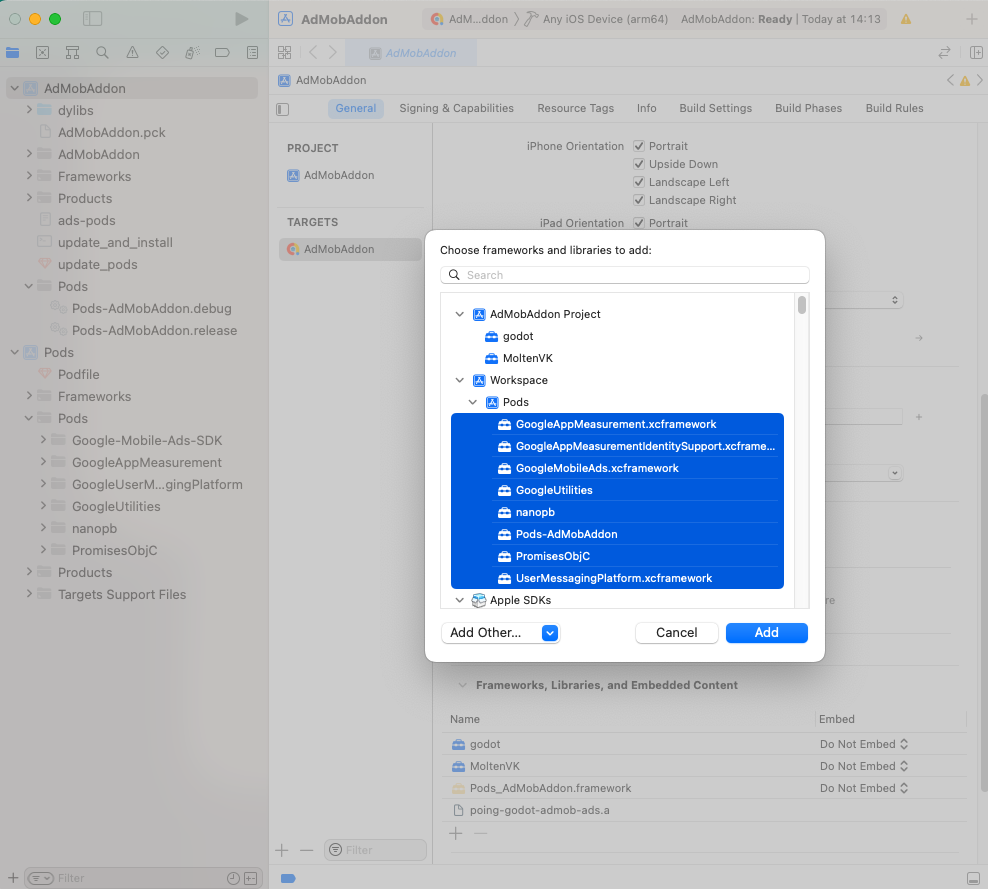 AdMobAddon
AdM...ddon
Any iOS Device (arm64)
AdMobAddon: Ready | Today at 14:13
AdMobAddon
AdMobAddon
General
Signing & Capabilities
Resource Tags
Info
Build Settings
Build Phases
Build Rules
AdMobAddon
dylibs
AdMobAddon.pck
AdMobAddon
Frameworks
Products
ads-pods
update_and_install
update_pods
Pods
Pods-AdMobAddon.debug
Pods-AdMobAddon.release
Pods
Podfile
Frameworks
Pods
Google-Mobile-Ads-SDK
GoogleAppMeasurement
GoogleUserM...gingPlatform
GoogleUtilities
nanopb
PromisesObjC
Products
Targets Support Files
Filter
PROJECT
AdMobAddon
TARGETS
AdMobAddon
Filter
iPhone Orientation
Portrait
Upside Down
Landscape Left
Landscape Right
iPad Orientation
Portrait
Choose frameworks and libraries to add:
Search
AdMobAddon Project
godot
MoltenVK
Workspace
Pods
GoogleAppMeasurement.xcframework
GoogleAppMeasurementIdentitySupport.xcframe...
GoogleMobileAds.xcframework
GoogleUtilities
nanopb
Pods-AdMobAddon
PromisesObjC
UserMessagingPlatform.xcframework
Apple SDKs
Add Other...
Cancel
Add
Frameworks, Libraries, and Embedded Content
Name
Embed
godot
Do Not Embed
MoltenVK
Do Not Embed
Pods_AdMobAddon.framework
Do Not Embed
poing-godot-admob-ads.a